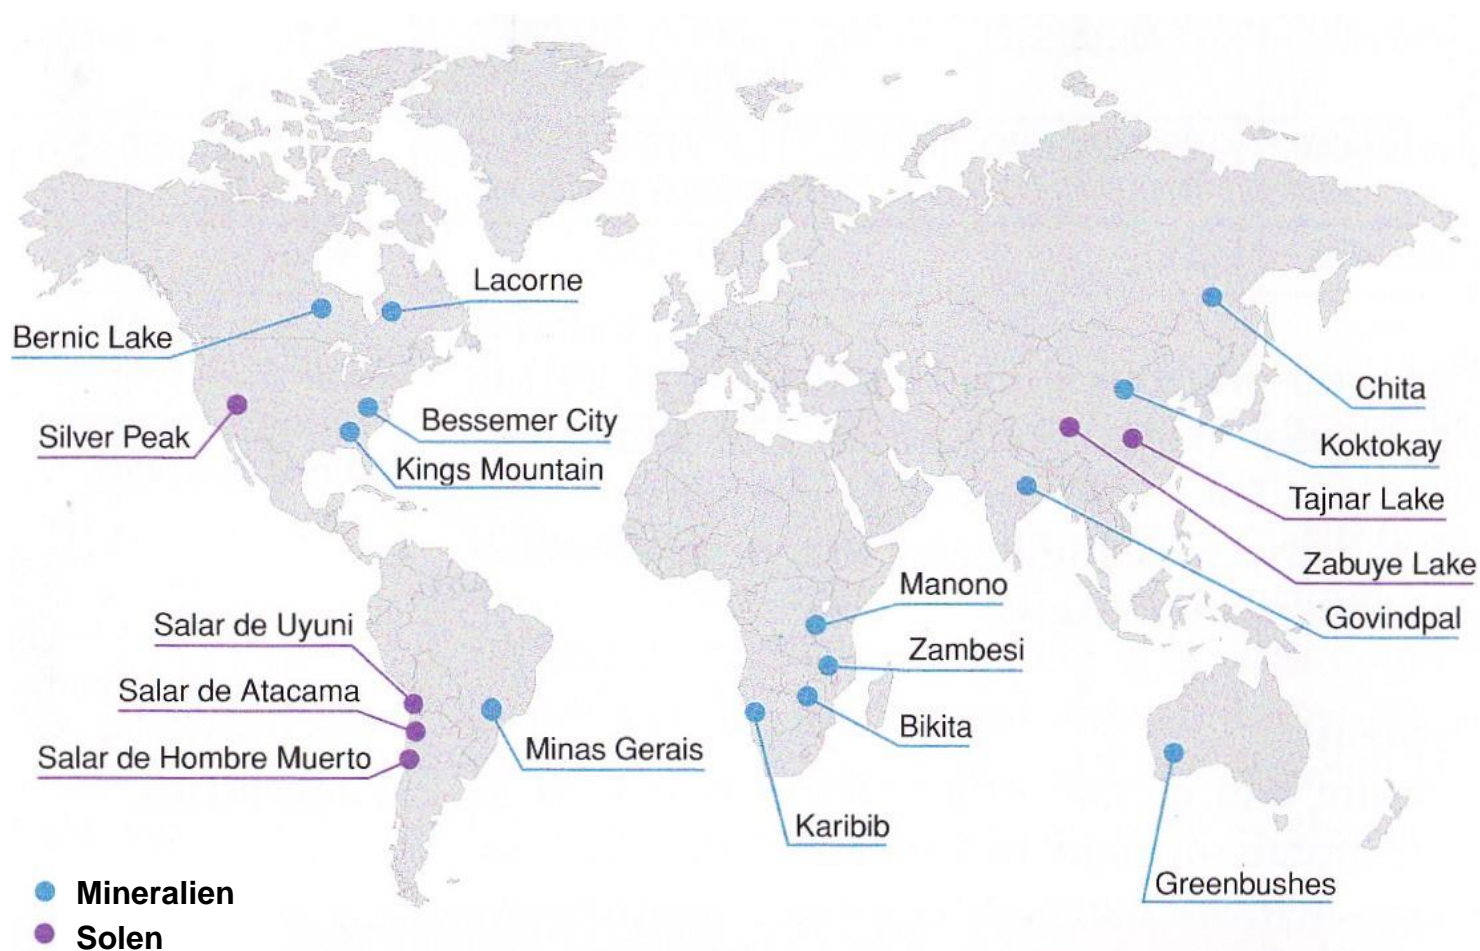 Lacorne
Bernic Lake
Silver Peak
Bessemer City
Kings Mountain
Chita
Koktokay
Tajnar Lake
Zabuye Lake
Govindpal
Manono
Zambesi
Bikita
Karibib
Salar de Uyuni
Salar de Atacama
Salar de Hombre Muerto
Minas Gerais
Greenbushes
Mineralien
Solen